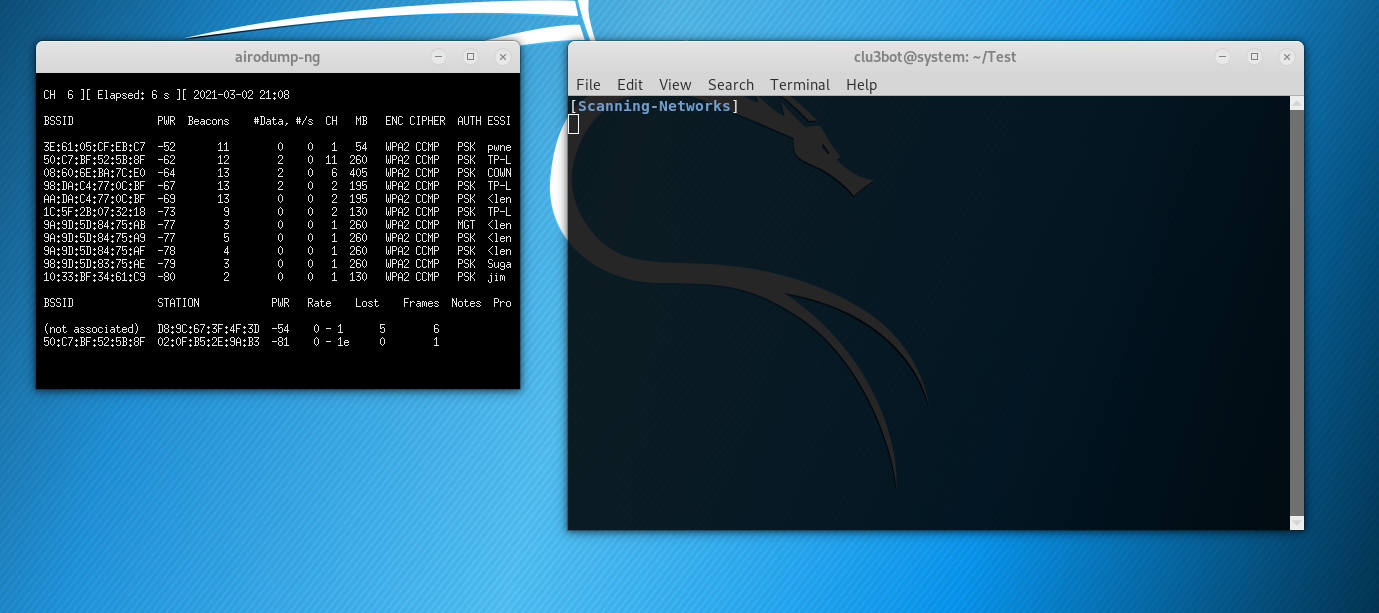 airodump-ng
CH 6 ][ Elapsed: 6 s ][ 2021-03-02 21:08
BSSID PWR Beacons #Data, #/s CH MB ENC CIPHER AUTH ESSI
3E:61:05:CF:EB:C7 -52 11 0 0 1 54 WPA2 CCMP PSK pwne
50:C7:BF:52:5B:8F -62 12 2 0 11 260 WPA2 CCMP PSK TP-L
08:60:6E:BA:7C:E0 -64 13 2 0 6 405 WPA2 CCMP PSK COWN
98:DA:C4:77:0C:BF -67 13 2 0 2 195 WPA2 CCMP PSK TP-L
AA:DA:C4:77:0C:BF -69 13 0 0 2 195 WPA2 CCMP PSK <len
1C:5F:2B:07:32:18 -73 9 0 0 2 130 WPA2 CCMP PSK TP-L
9A:9D:5D:84:75:AB -77 3 0 0 1 260 WPA2 CCMP MGT <len
9A:9D:5D:84:75:A9 -77 5 0 0 1 260 WPA2 CCMP PSK <len
9A:9D:5D:84:75:AF -78 4 0 0 1 260 WPA2 CCMP PSK <len
98:9D:5D:83:75:AE -79 3 0 0 1 260 WPA2 CCMP PSK Suga
10:33:BF:34:61:C9 -80 2 0 0 1 130 WPA2 CCMP PSK jim
BSSID STATION PWR Rate Lost Frames Notes Pro
(not associated) D8:9C:67:3F:4F:3D -54 0 - 1 5 6
50:C7:BF:52:5B:8F 02:0F:B5:2E:9A:B3 -81 0 - 1e 0 1
clu3bot@system: ~/Test
File Edit View Search Terminal Help
[Scanning-Networks]